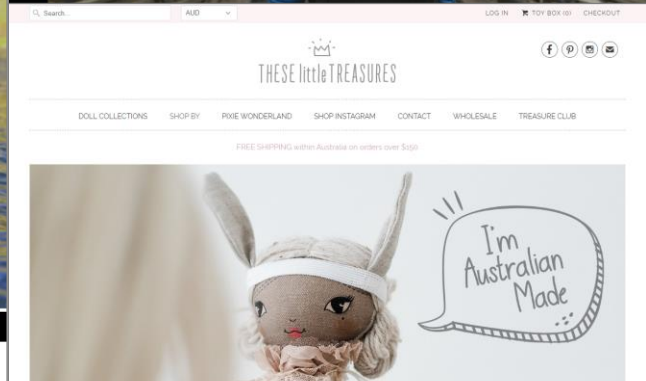 Search...
AUD
LOG IN
TOY BOX (0)
CHECKOUT
THESE little TREASURES
DOLL COLLECTIONS
SHOP BY
PIXIE WONDERLAND
SHOP INSTAGRAM
CONTACT
WHOLESALE
TREASURE CLUB
FREE SHIPPING within Australia on orders over $150
I'm
Australian
Made